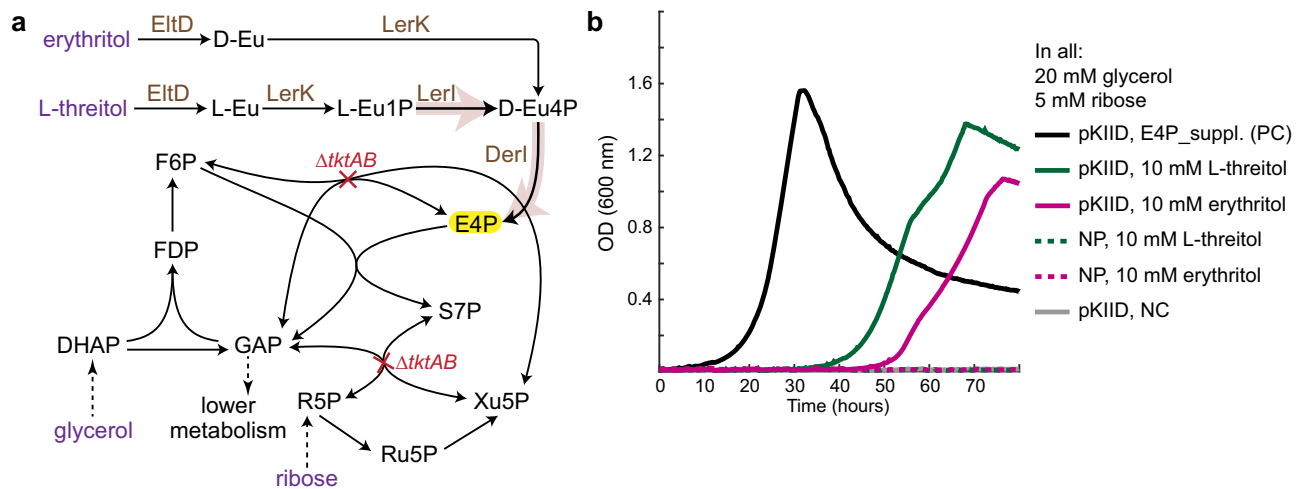 a
erythritol EltD D-Eu LerK
L-threitol EltD L-Eu LerK L-Eu1P LerI D-Eu4P
DerI
F6P ΔtktAB
E4P
FDP
S7P
DHAP GAP ΔtktAB
lower
metabolism
R5P Xu5P
glycerol
Ru5P
ribose
b
OD (600 nm)
1.6
1.2
0.8
0.4
0 10 20 30 40 50 60 70
Time (hours)
In all:
20 mM glycerol
5 mM ribose
pKIID, E4P_suppl. (PC)
pKIID, 10 mM L-threitol
pKIID, 10 mM erythritol
NP, 10 mM L-threitol
NP, 10 mM erythritol
pKIID, NC